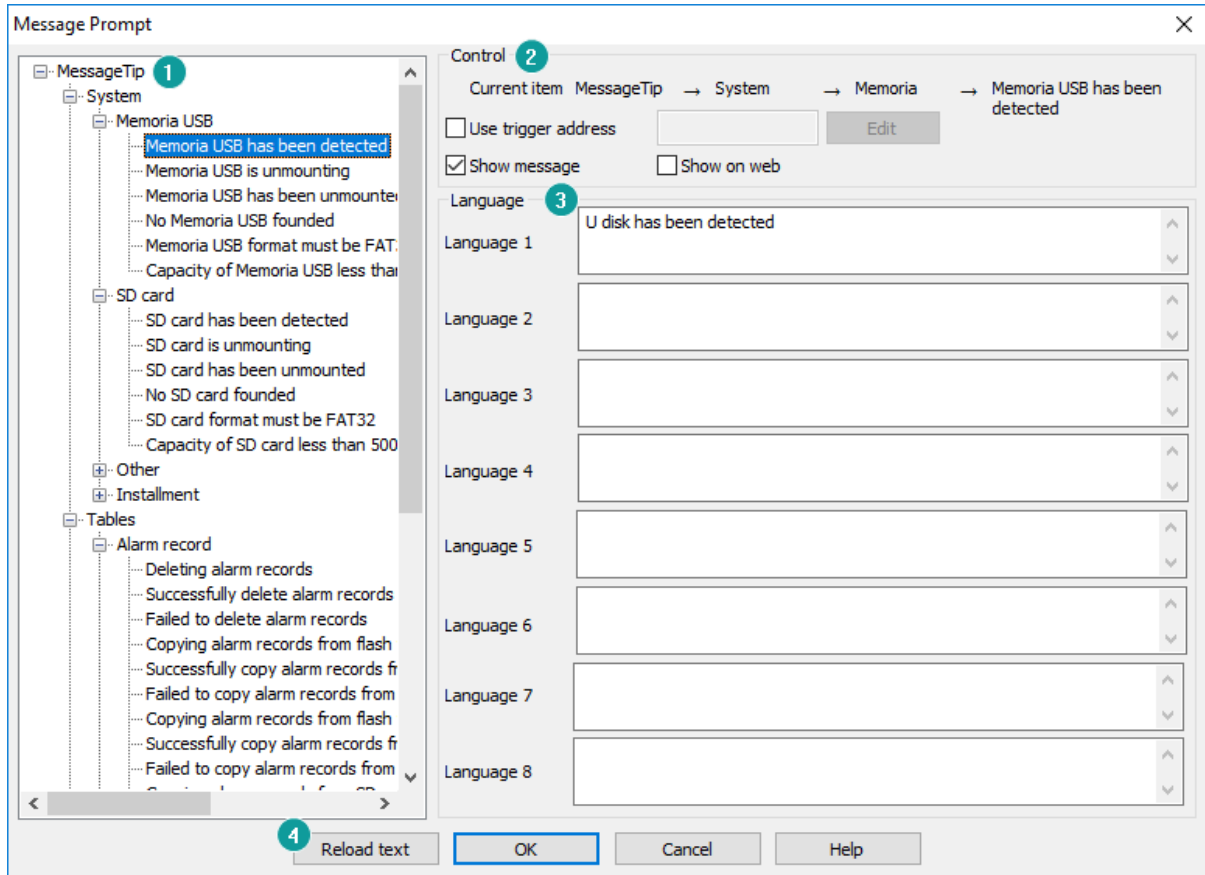 Message Prompt
MessageTip 1
System
Memoria USB
Memoria USB has been detected
Memoria USB is unmounting
Memoria USB has been unmounte
No Memoria USB founded
Memoria USB format must be FAT
Capacity of Memoria USB less than
SD card
SD card has been detected
SD card is unmounting
SD card has been unmounted
No SD card founded
SD card format must be FAT32
Capacity of SD card less than 500
Other
Installment
Tables
Alarm record
Deleting alarm records
Successfully delete alarm records
Failed to delete alarm records
Copying alarm records from flash
Successfully copy alarm records fr
Failed to copy alarm records from
Copying alarm records from flash
Successfully copy alarm records fr
Failed to copy alarm records from
Control 2
Current item MessageTip → System → Memoria → Memoria USB has been
detected
Use trigger address Edit
Show message Show on web
Language 3
Language 1 U disk has been detected
Language 2
Language 3
Language 4
Language 5
Language 6
Language 7
Language 8
4 Reload text OK Cancel Help